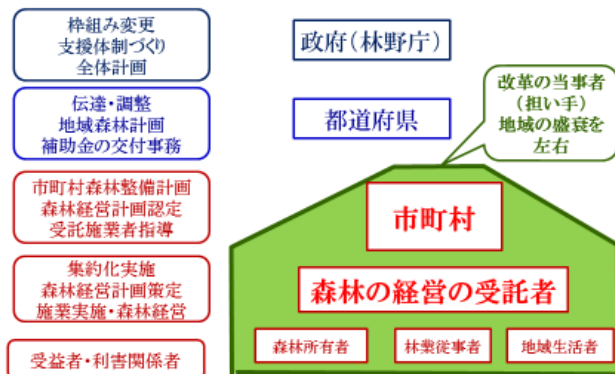 枠組み変更
支援体制づくり
全体計画
政府(林野庁)
伝達・調整
地域森林計画
補助金の交付事務
都道府県
改革の当事者
(担い手)
地域の盛衰を
左右
市町村森林整備計画
森林経営計画認定
受託施業者指導
市町村
集約化実施
森林経営計画策定
施業実施・森林経営
森林の経営の受託者
受益者・利害関係者
森林所有者
林業従事者
地域生活者